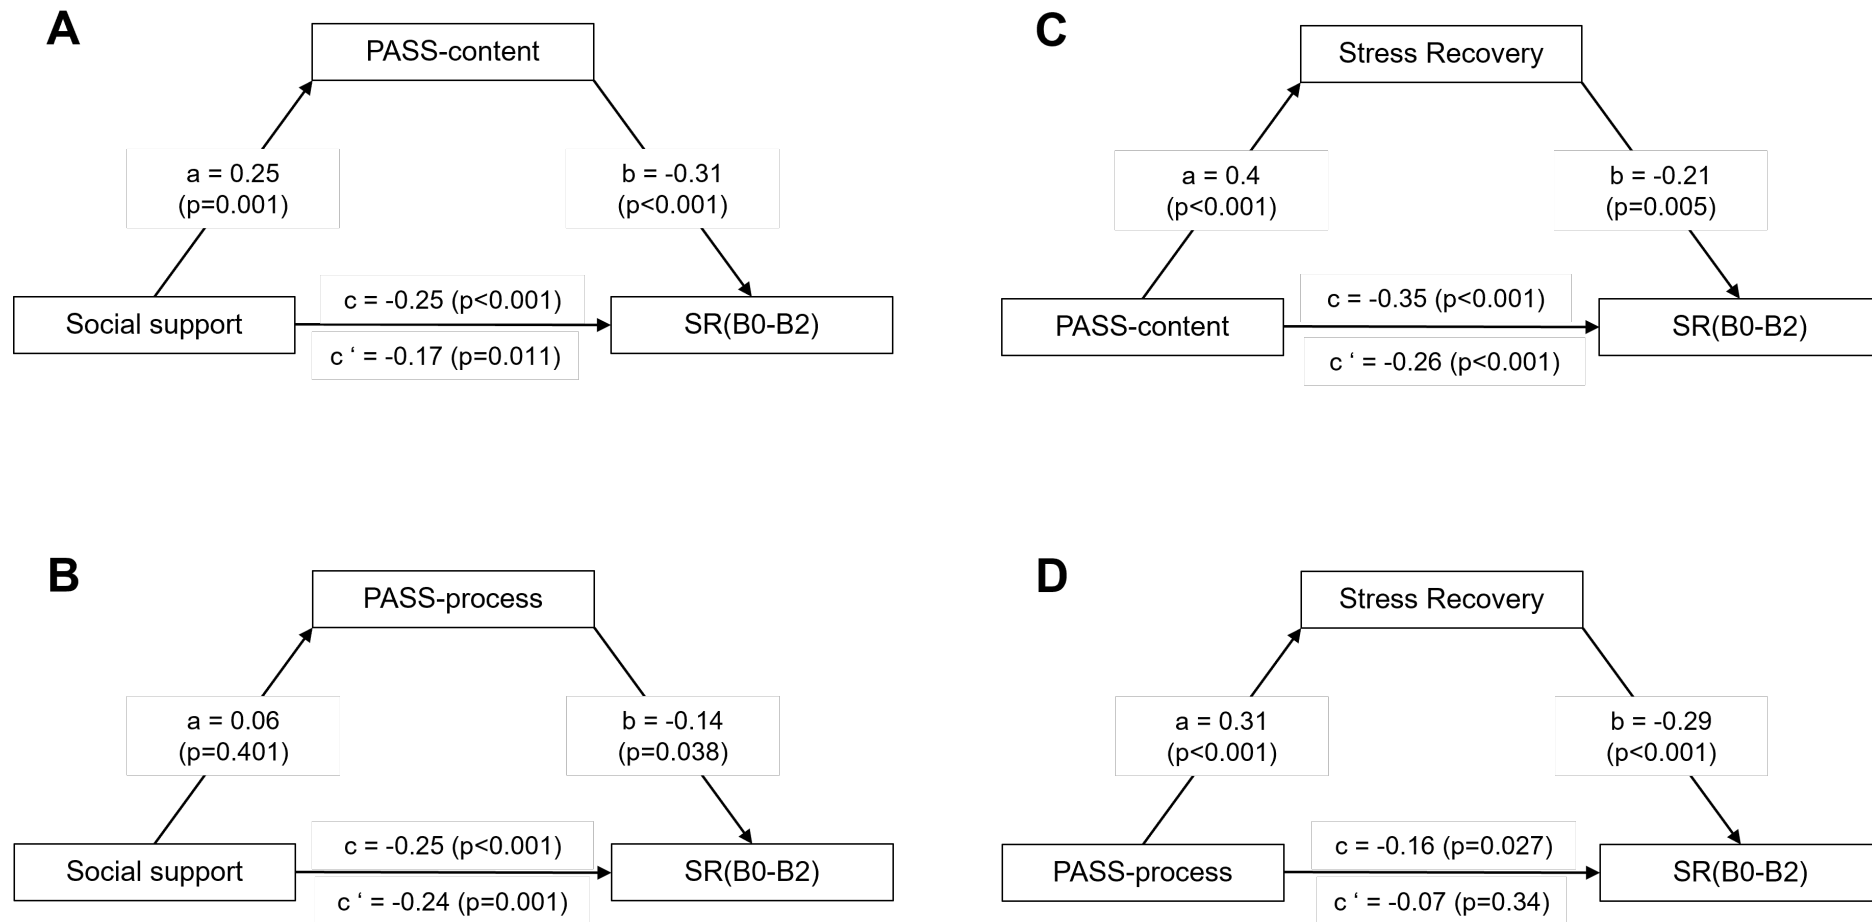 A
PASS-content
a = 0.25
(p=0.001)
b = -0.31
(p<0.001)
Social support
c = -0.25 (p<0.001)
c ‘ = -0.17 (p=0.011)
SR(B0-B2)
C
Stress Recovery
a = 0.4
(p<0.001)
b = -0.21
(p=0.005)
PASS-content
c = -0.35 (p<0.001)
c ‘ = -0.26 (p<0.001)
SR(B0-B2)
B
PASS-process
a = 0.06
(p=0.401)
b = -0.14
(p=0.038)
Social support
c = -0.25 (p<0.001)
c ‘ = -0.24 (p=0.001)
SR(B0-B2)
D
Stress Recovery
a = 0.31
(p<0.001)
b = -0.29
(p<0.001)
PASS-process
c = -0.16 (p=0.027)
c ‘ = -0.07 (p=0.34)
SR(B0-B2)